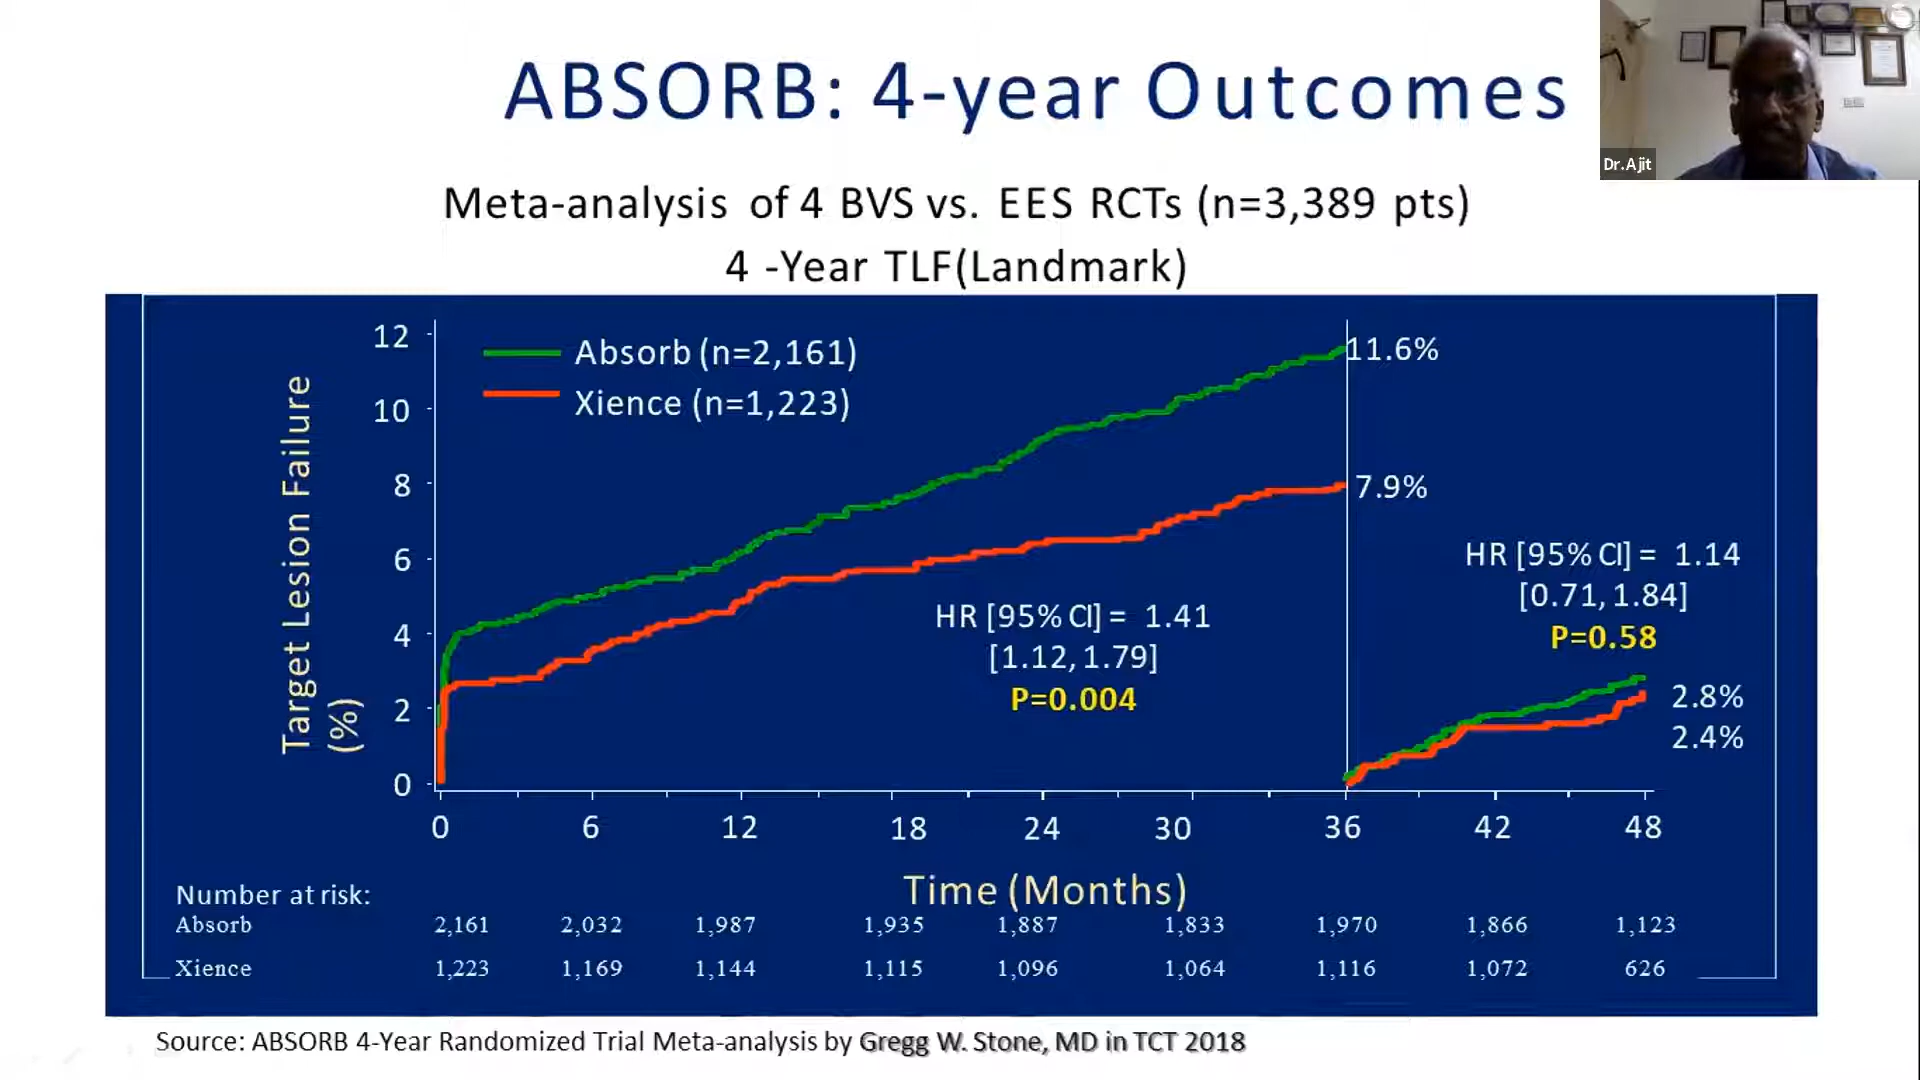 ABSORB: 4-year Outcomes
Dr.Ajit
Meta-analysis of 4 BVS vs. EES RCTs (n=3,389 pts)
4 -Year TLF(Landmark)
Target Lesion Failure
(%)
12
10
8
6
4
2
0
Absorb (n=2,161)
Xience (n=1,223)
11.6%
7.9%
HR [95% CI] = 1.41
[1.12, 1.79]
P=0.004
HR [95% CI] = 1.14
[0.71, 1.84]
P=0.58
2.8%
2.4%
0 6 12 18 24 30 36 42 48
Time (Months)
Number at risk:
Absorb 2,161 2,032 1,987 1,935 1,887 1,833 1,970 1,866 1,123
Xience 1,223 1,169 1,144 1,115 1,096 1,064 1,116 1,072 626
Source: ABSORB 4-Year Randomized Trial Meta-analysis by Gregg W. Stone, MD in TCT 2018